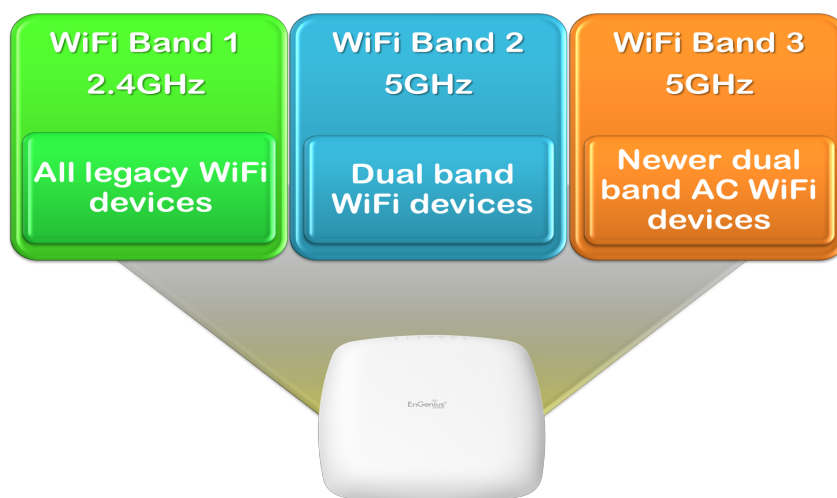 WiFi Band 1
2.4GHz
All legacy WiFi
devices
WiFi Band 2
5GHz
Dual band
WiFi devices
WiFi Band 3
5GHz
Newer dual
band AC WiFi
devices
EnGenius®